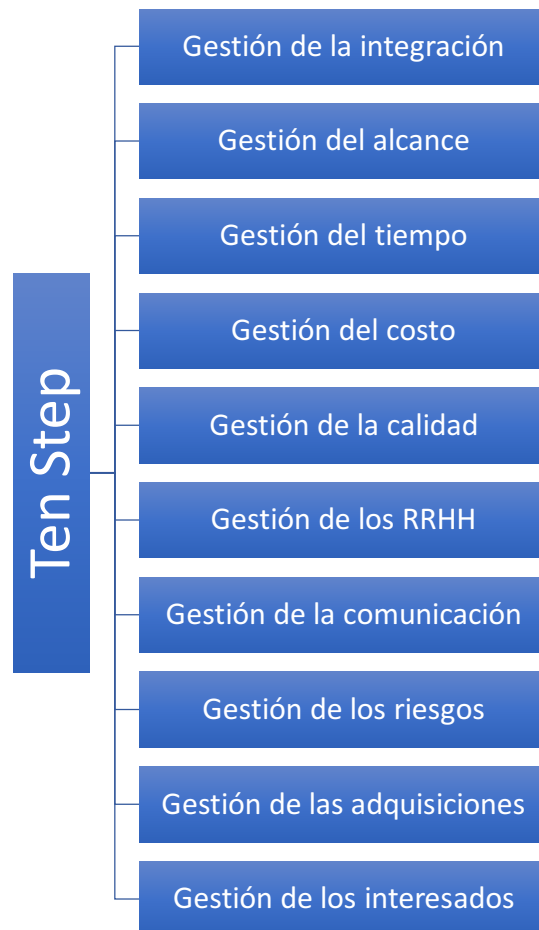 Ten Step
Gestión de la integración
Gestión del alcance
Gestión del tiempo
Gestión del costo
Gestión de la calidad
Gestión de los RRHH
Gestión de la comunicación
Gestión de los riesgos
Gestión de las adquisiciones
Gestión de los interesados